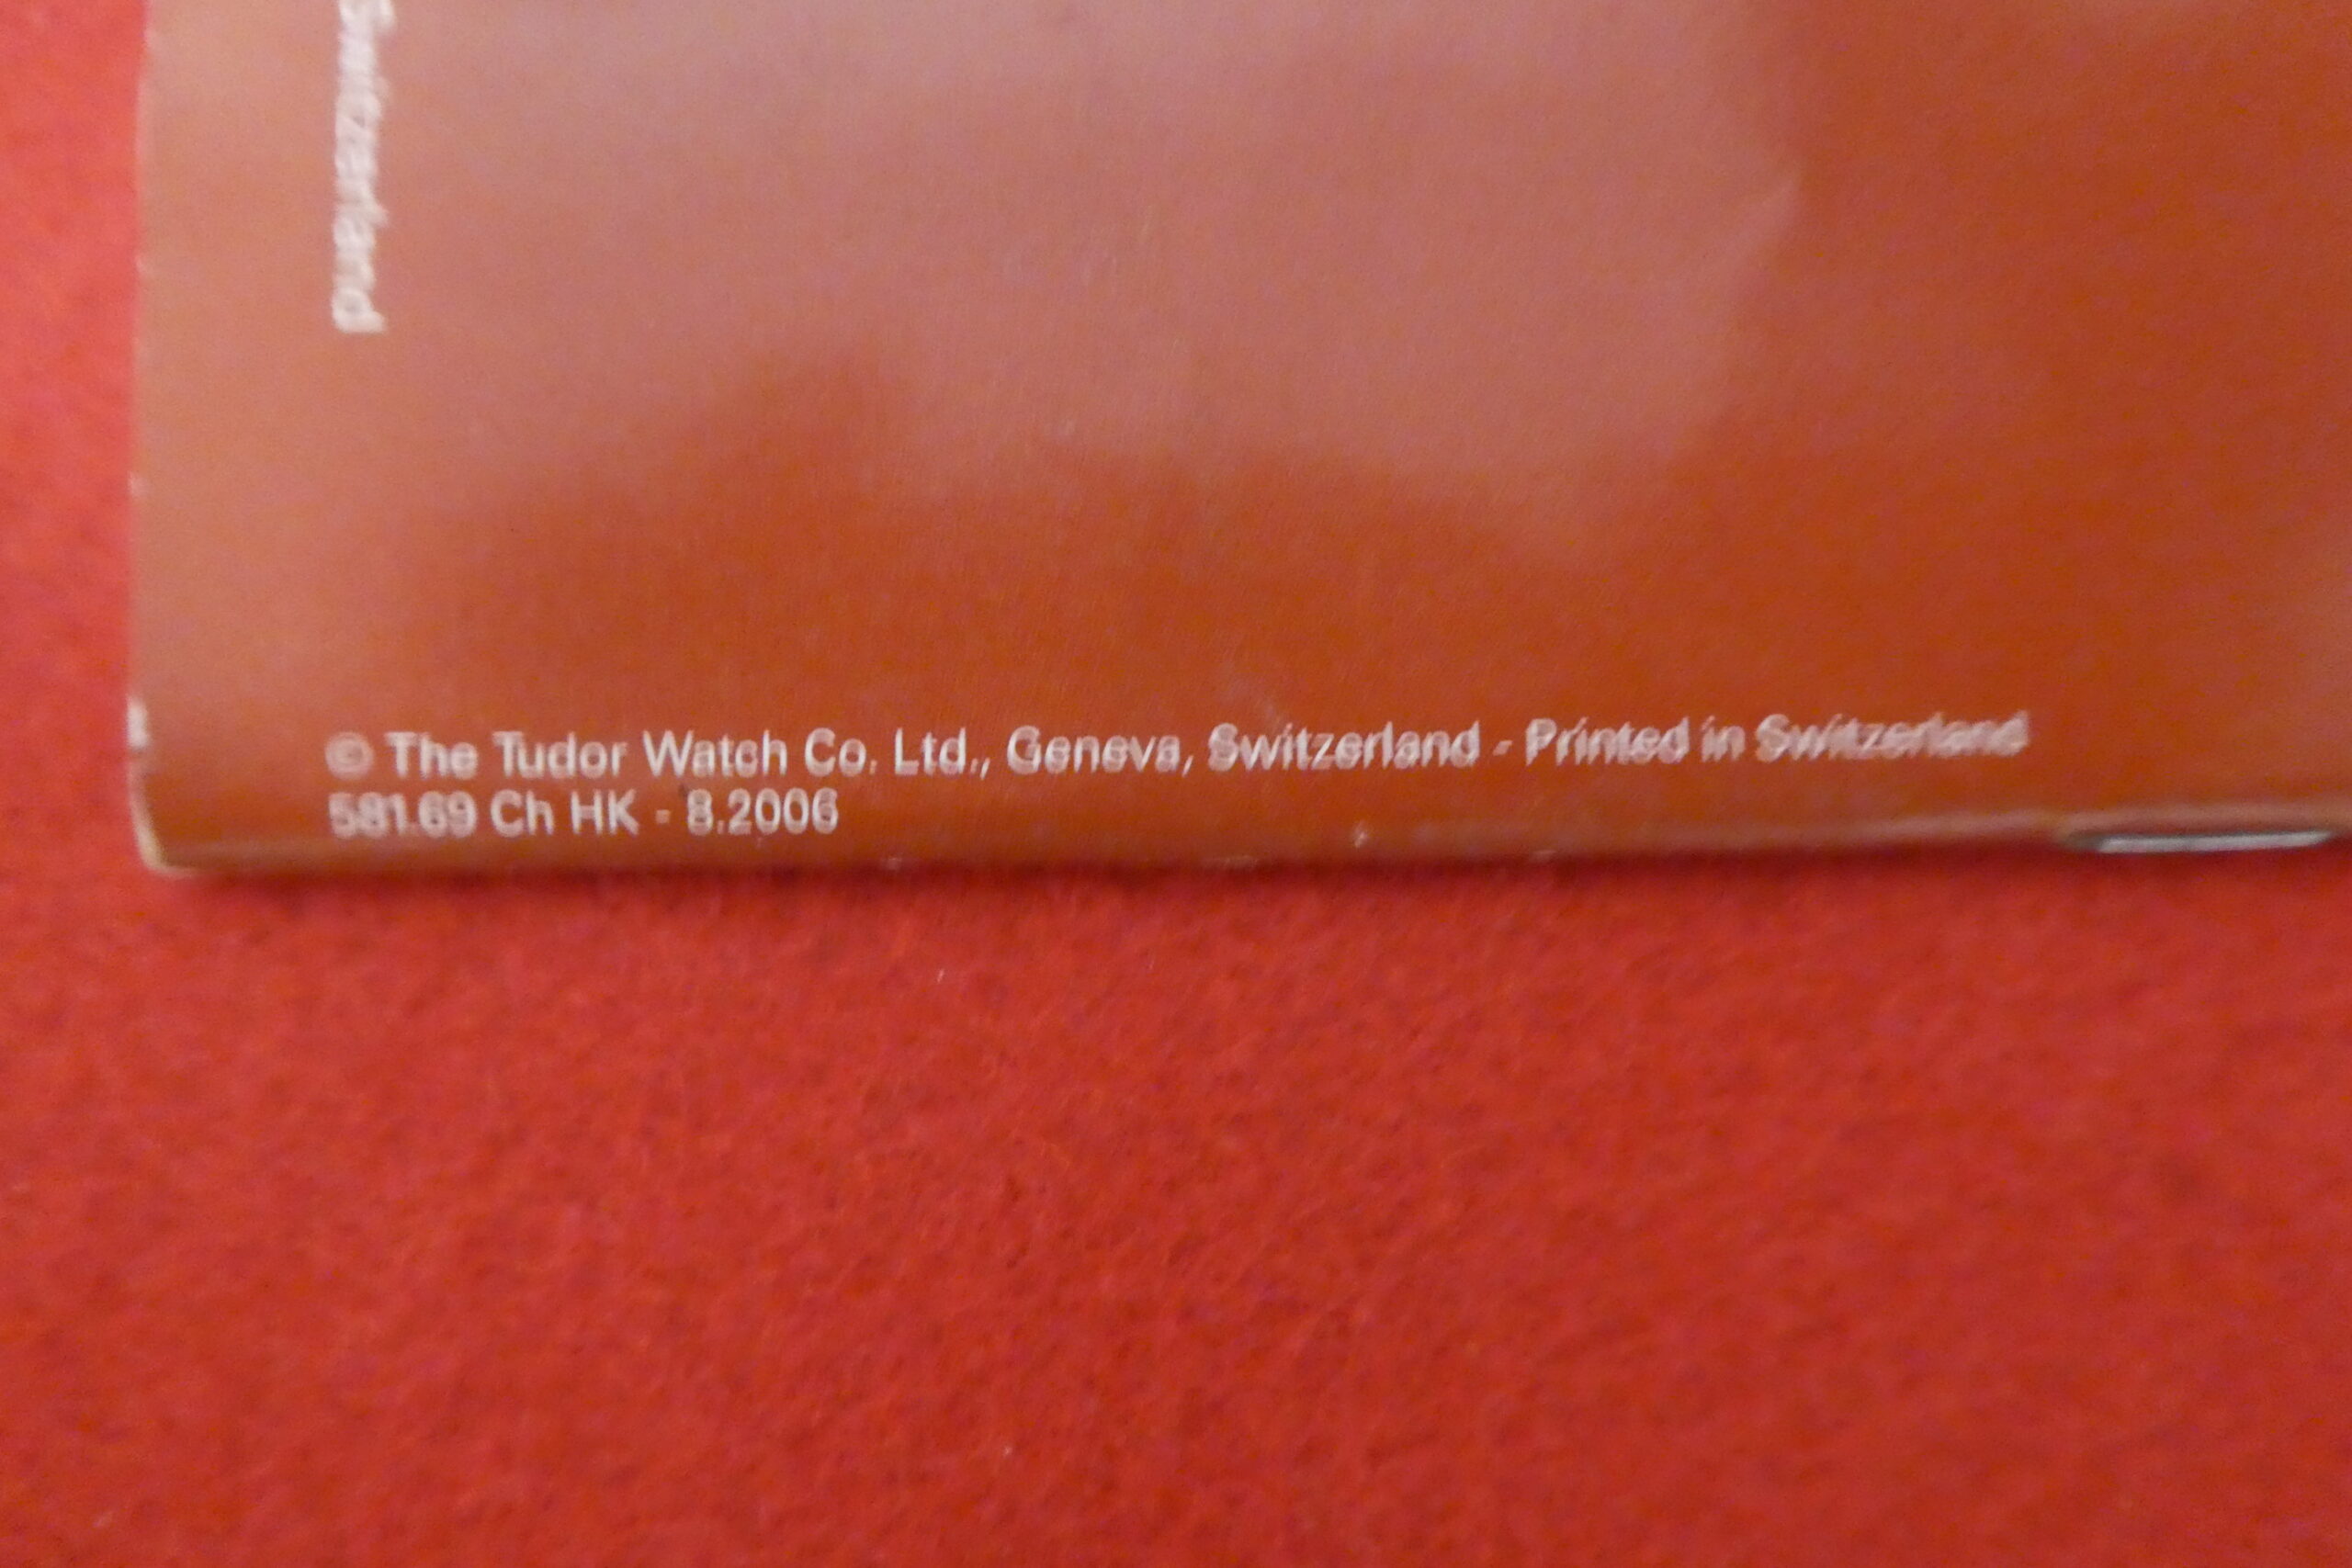 Switzerland
© The Tudor Watch Co. Ltd., Geneva, Switzerland - Printed in Switzerland
581.69 Ch HK - 8.2006